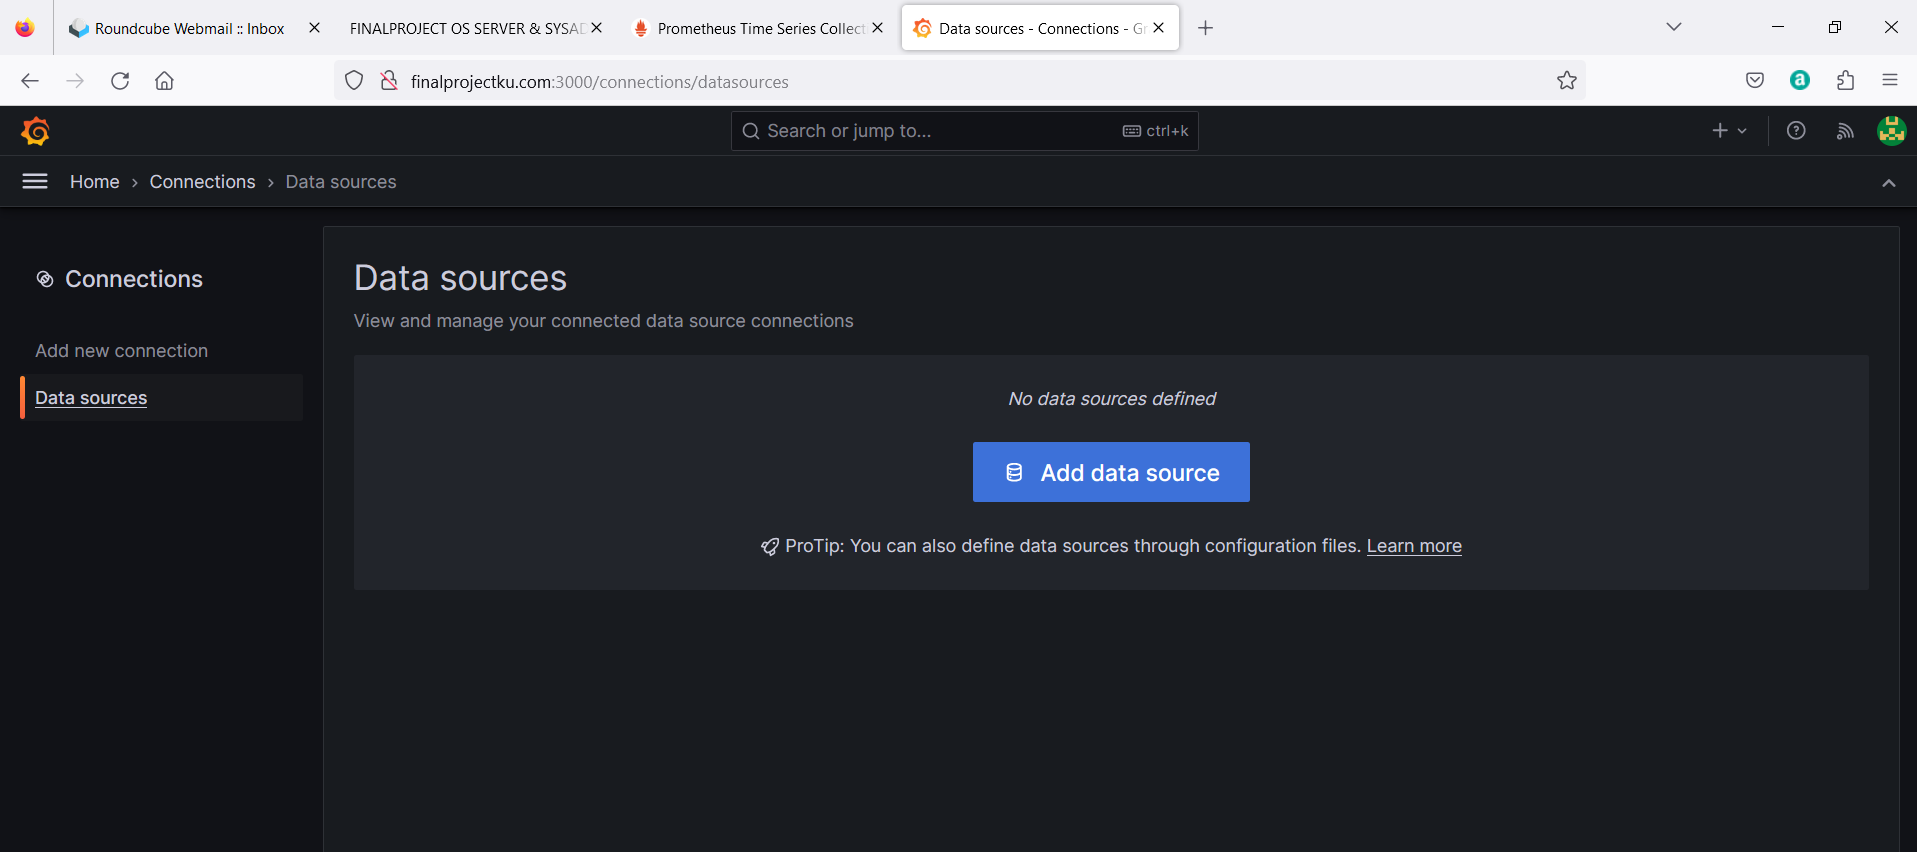 Roundcube Webmail :: Inbox
FINALPROJECT OS SERVER & SYSAD
Prometheus Time Series Collect
Data sources - Connections - Gr
finalprojectku.com:3000/connections/datasources
a
Search or jump to...
ctrl+k
Home › Connections › Data sources
Connections
Add new connection
Data sources
Data sources
View and manage your connected data source connections
No data sources defined
Add data source
ProTip: You can also define data sources through configuration files. Learn more